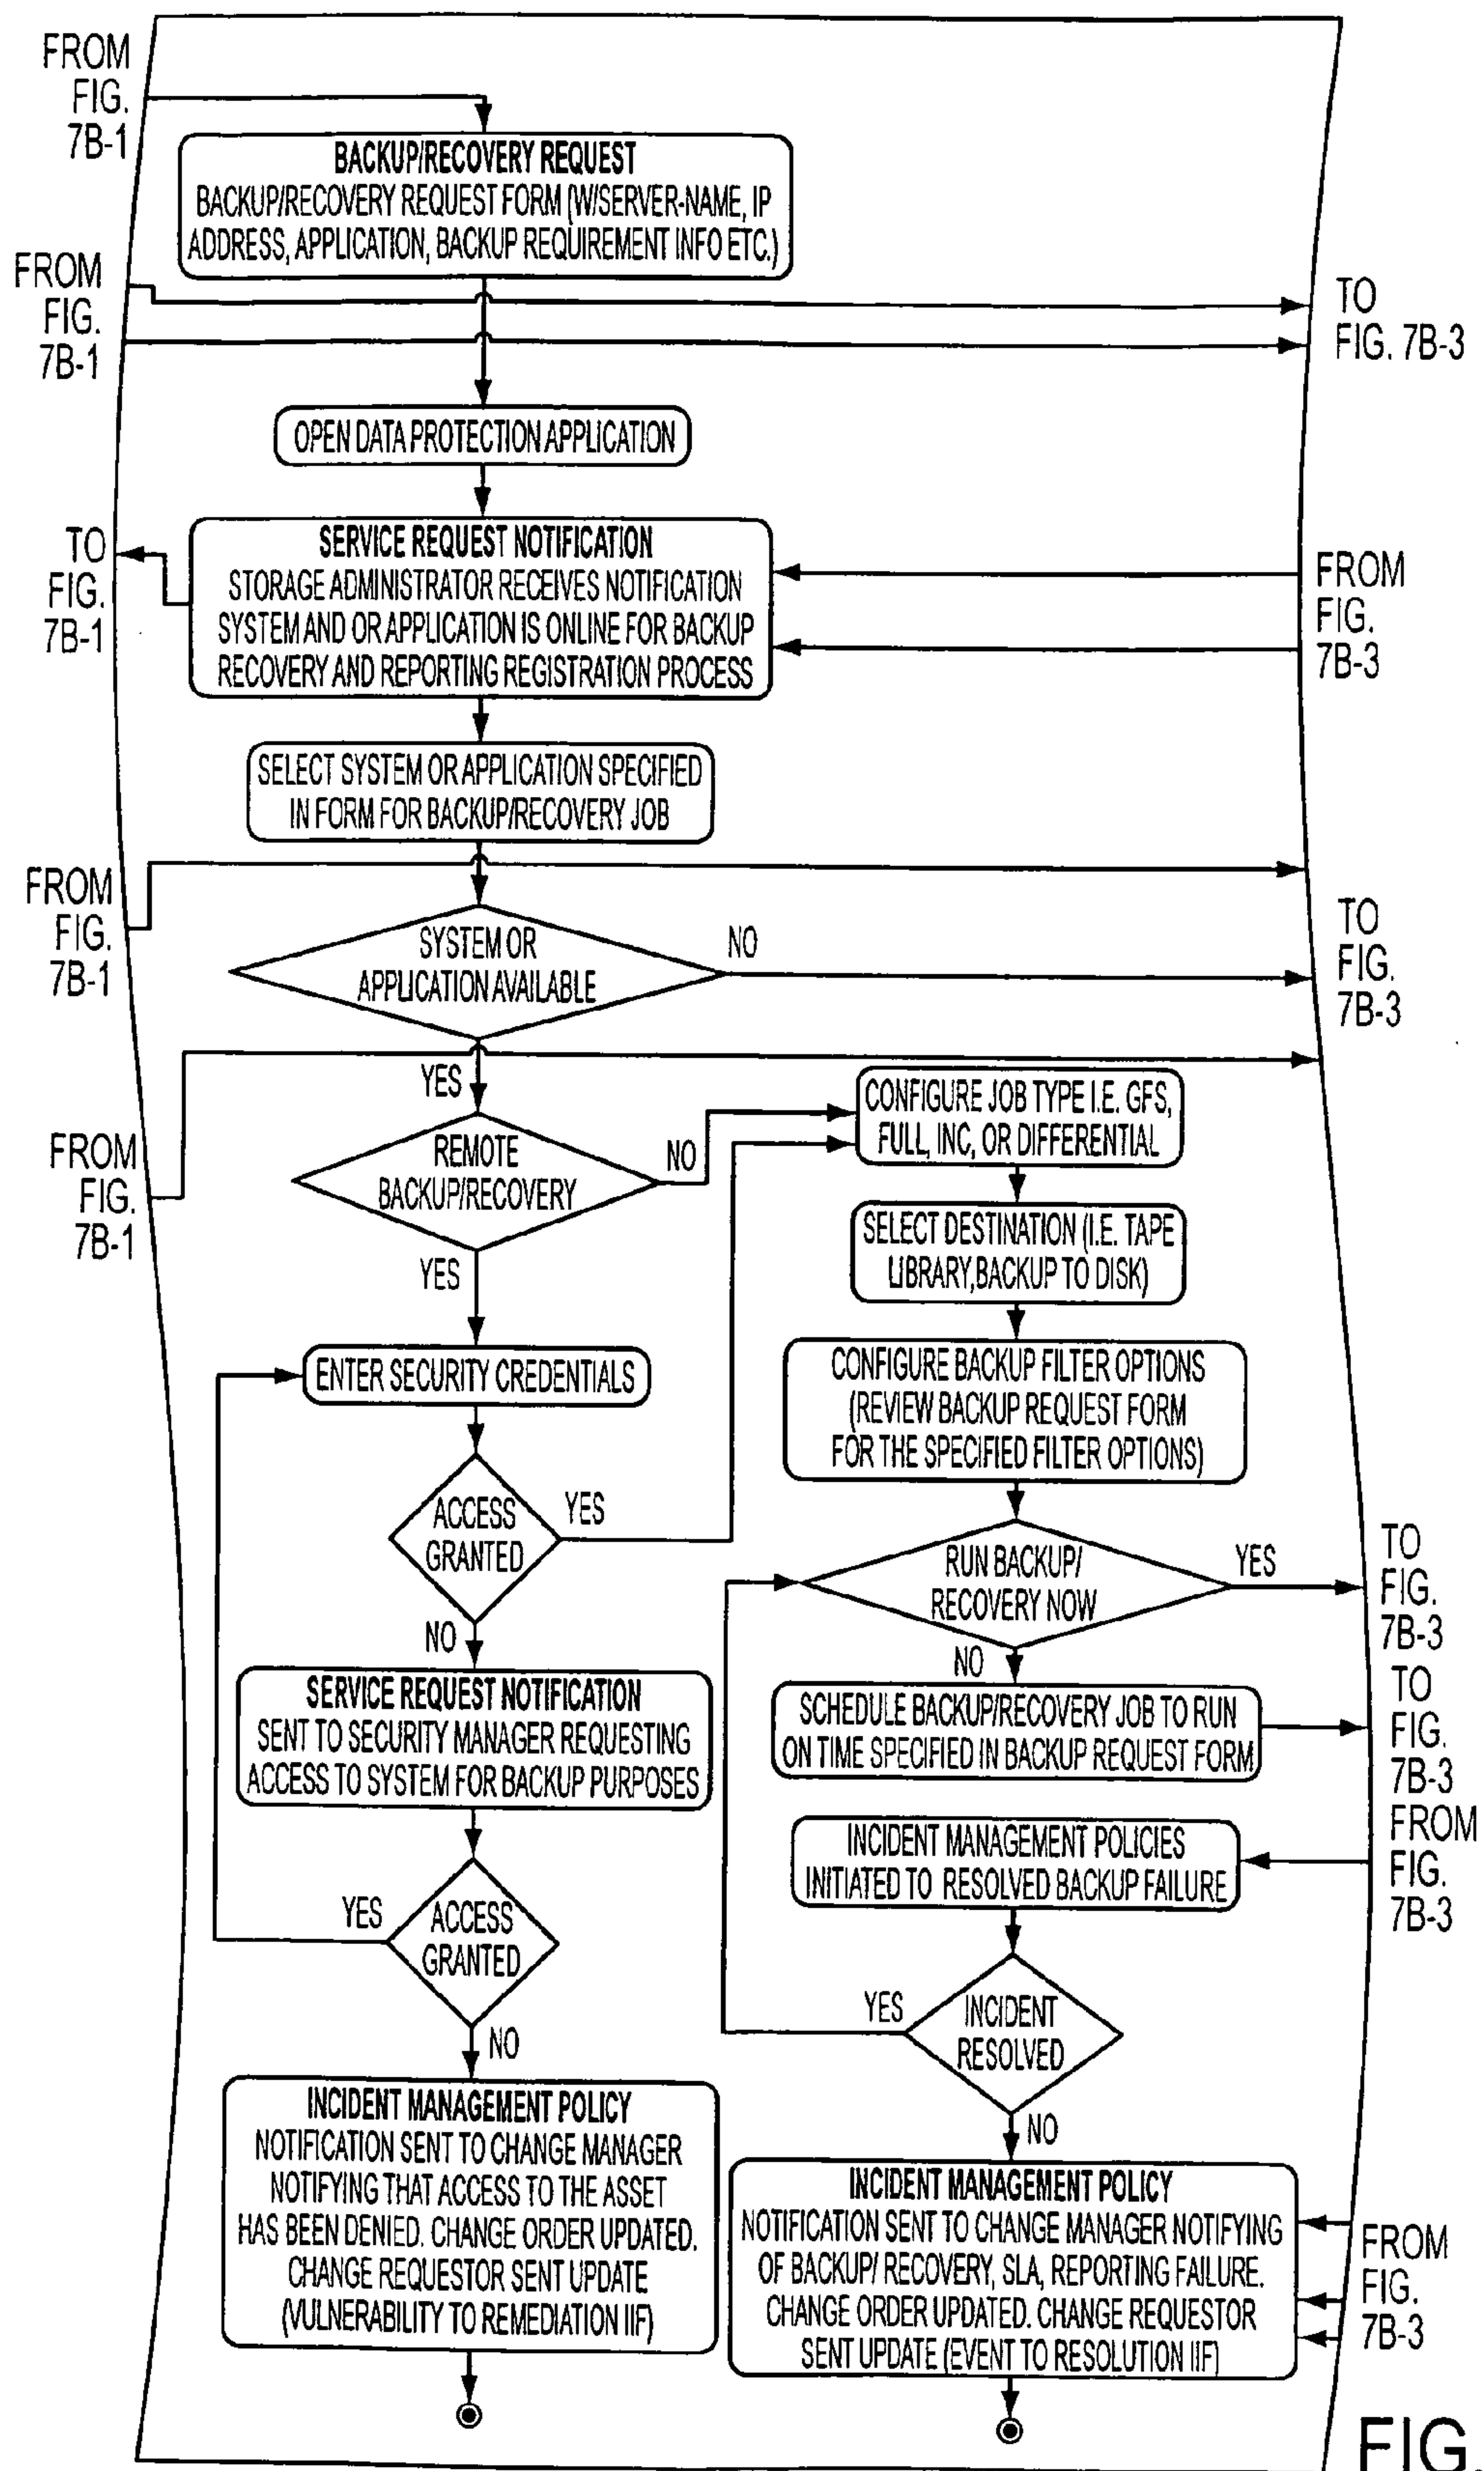 FROM
FIG.
7B-1
BACKUP/RECOVERY REQUEST
BACKUP/RECOVERY REQUEST FORM (W/SERVER-NAME, IP
ADDRESS, APPLICATION, BACKUP REQUIREMENT INFO ETC.)
FROM
FIG.
7B-1
TO
FIG. 7B-3
OPEN DATA PROTECTION APPLICATION
TO
FIG.
7B-1
SERVICE REQUEST NOTIFICATION
STORAGE ADMINISTRATOR RECEIVES NOTIFICATION
SYSTEM AND OR APPLICATION IS ONLINE FOR BACKUP
RECOVERY AND REPORTING REGISTRATION PROCESS
FROM
FIG.
7B-3
SELECT SYSTEM OR APPLICATION SPECIFIED
IN FORM FOR BACKUP/RECOVERY JOB
FROM
FIG.
7B-1
SYSTEM OR
APPLICATION AVAILABLE
NO
TO
FIG.
7B-3
YES
FROM
FIG.
7B-1
REMOTE
BACKUP/RECOVERY
NO
YES
CONFIGURE JOB TYPE I.E. GFS,
FULL, INC, OR DIFFERENTIAL
SELECT DESTINATION (I.E. TAPE
LIBRARY,BACKUP TO DISK)
ENTER SECURITY CREDENTIALS
CONFIGURE BACKUP FILTER OPTIONS
(REVIEW BACKUP REQUEST FORM
FOR THE SPECIFIED FILTER OPTIONS)
ACCESS
GRANTED
YES
NO
RUN BACKUP/
RECOVERY NOW
YES
TO
FIG.
7B-3
NO
SERVICE REQUEST NOTIFICATION
SENT TO SECURITY MANAGER REQUESTING
ACCESS TO SYSTEM FOR BACKUP PURPOSES
SCHEDULE BACKUP/RECOVERY JOB TO RUN
ON TIME SPECIFIED IN BACKUP REQUEST FORM
TO
FIG.
7B-3
INCIDENT MANAGEMENT POLICIES
INITIATED TO RESOLVED BACKUP FAILURE
FROM
FIG.
7B-3
YES
ACCESS
GRANTED
NO
YES
INCIDENT
RESOLVED
NO
INCIDENT MANAGEMENT POLICY
NOTIFICATION SENT TO CHANGE MANAGER
NOTIFYING THAT ACCESS TO THE ASSET
HAS BEEN DENIED. CHANGE ORDER UPDATED.
CHANGE REQUESTOR SENT UPDATE
(VULNERABILITY TO REMEDIATION IIF)
INCIDENT MANAGEMENT POLICY
NOTIFICATION SENT TO CHANGE MANAGER NOTIFYING
OF BACKUP/ RECOVERY, SLA, REPORTING FAILURE.
CHANGE ORDER UPDATED. CHANGE REQUESTOR
SENT UPDATE (EVENT TO RESOLUTION IIF)
FROM
FIG.
7B-3
FIG.